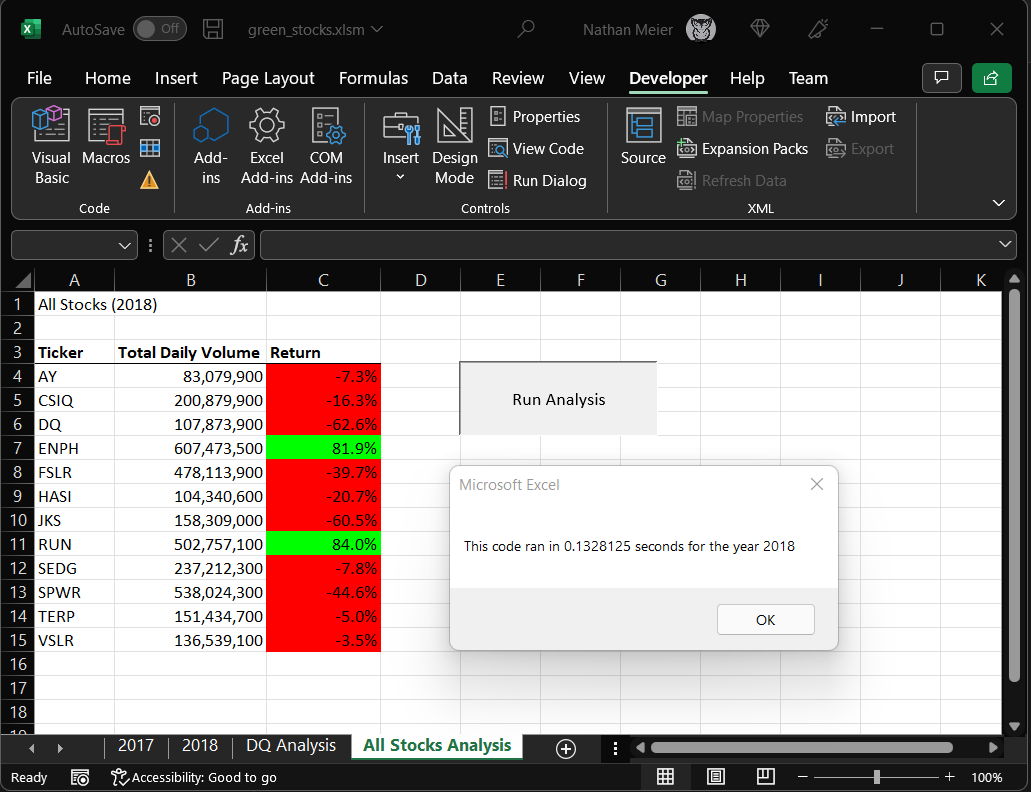 AutoSave Off green_stocks.xlsm Nathan Meier
File Home Insert Page Layout Formulas Data Review View Developer Help Team
Visual Basic Macros Add-ins Excel Add-ins COM Add-ins Insert Design Mode Properties View Code Run Dialog Source Map Properties Expansion Packs Refresh Data Import Export
Code Add-ins Controls XML
fx
A B C D E F G H I J K
1 All Stocks (2018)
2
3 Ticker Total Daily Volume Return
4 AY 83,079,900 -7.3%
5 CSIQ 200,879,900 -16.3%
Run Analysis
6 DQ 107,873,900 -62.6%
7 ENPH 607,473,500 81.9%
8 FSLR 478,113,900 -39.7%
9 HASI 104,340,600 -20.7%
10 JKS 158,309,000 -60.5%
11 RUN 502,757,100 84.0%
12 SEDG 237,212,300 -7.8%
13 SPWR 538,024,300 -44.6%
14 TERP 151,434,700 -5.0%
15 VSLR 136,539,100 -3.5%
16
17
18
19
Microsoft Excel
This code ran in 0.1328125 seconds for the year 2018
OK
2017 2018 DQ Analysis All Stocks Analysis
Ready Accessibility: Good to go 100%